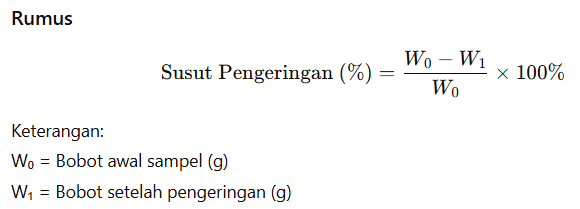 Rumus
Susut Pengeringan (%) = (W₀ − W₁) / W₀ × 100%
Keterangan:
W₀ = Bobot awal sampel (g)
W₁ = Bobot setelah pengeringan (g)